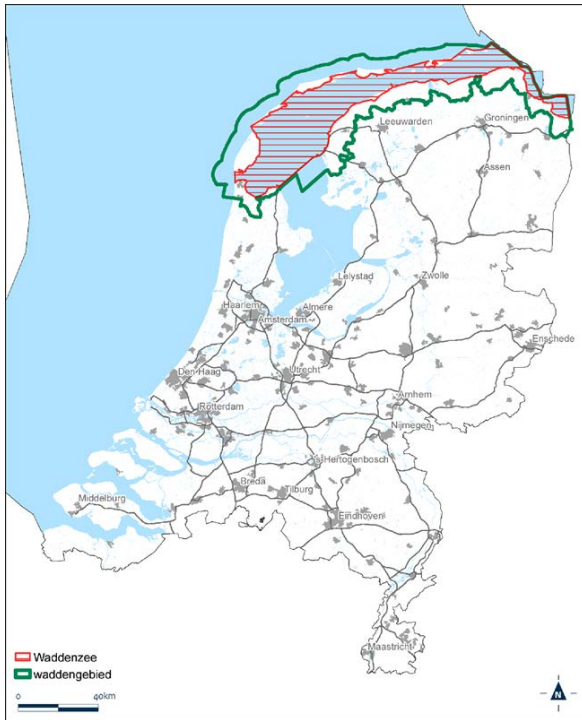 Leeuwarden
Groningen
Assen
Lelystad
Zwolle
Haarlem
Almere
Amsterdam
Enschede
Den Haag
Utrecht
Arnhem
Rotterdam
Nijmegen
's Hertogenbosch
Breda
Tilburg
Middelburg
Eindhoven
Maastricht
Waddenzee
waddengebied
0 40km
N